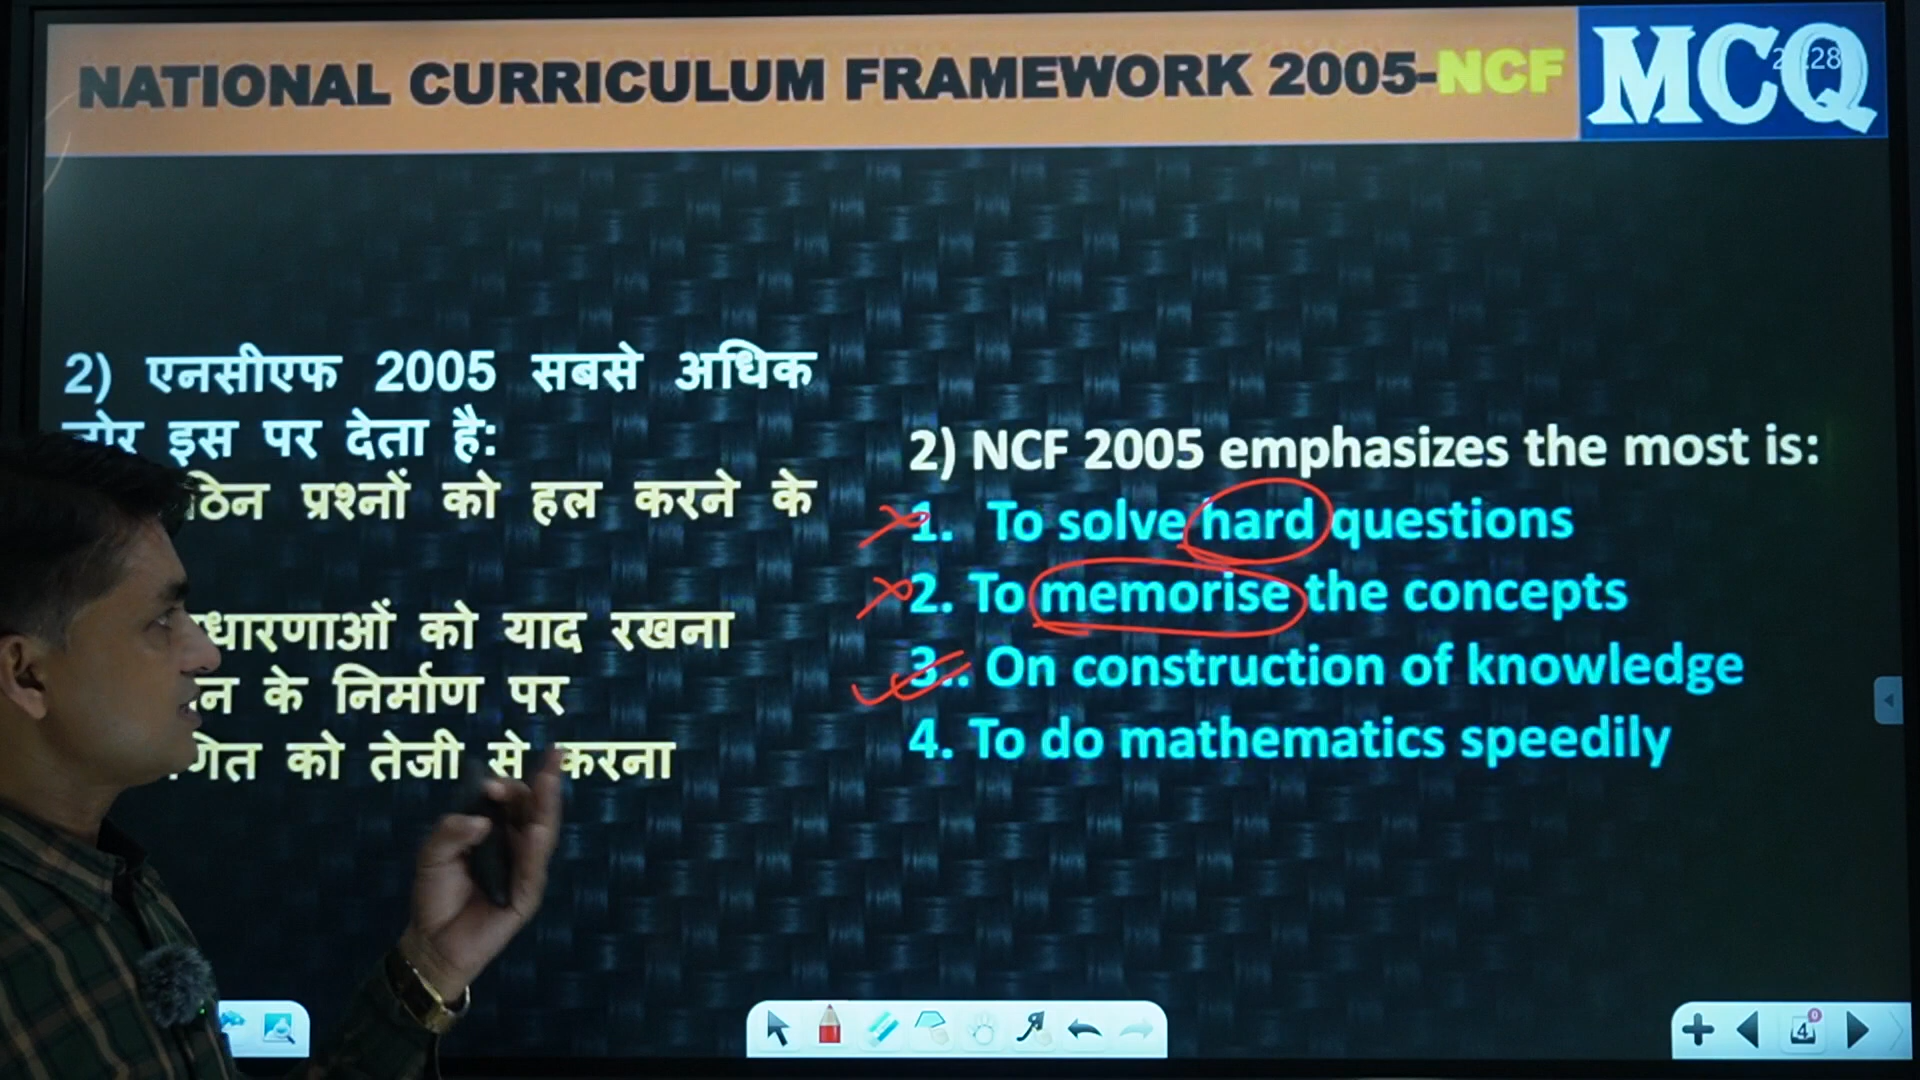 NATIONAL CURRICULUM FRAMEWORK 2005-NCF
MCQ
2) एनसीएफ 2005 सबसे अधिक
इस पर देता है:
प्रश्नों को हल करने के
को याद रखना
के निर्माण पर
को तेजी से करना
2) NCF 2005 emphasizes the most is:
1. To solve hard questions
2. To memorise the concepts
3.. On construction of knowledge
4. To do mathematics speedily
4
0